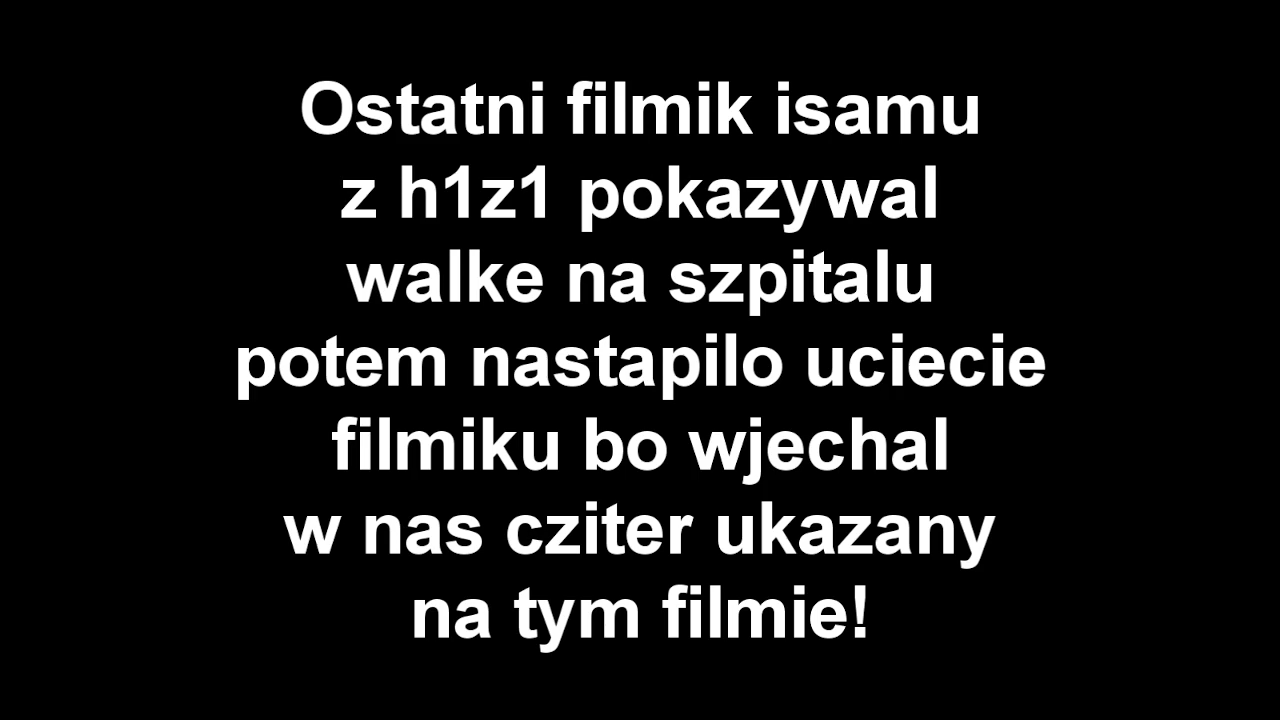 Ostatni filmik isamu
z h1z1 pokazywal
walke na szpitalu
potem nastapilo uciecie
filmiku bo wjechal
w nas cziter ukazany
na tym filmie!